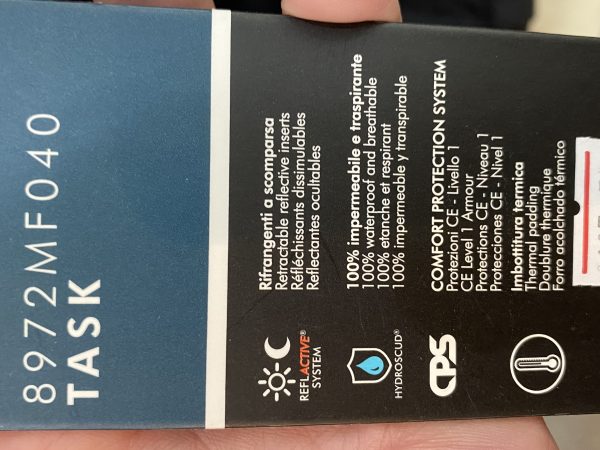 8972MF040
TASK
REFLACTIVE®
SYSTEM
Rifrangenti a scomparsa
Retractable reflective inserts
Réfléchissants dissimulables
Reflectantes ocultables
HYDROSCUD®
100% impermeabile e traspirante
100% waterproof and breathable
100% etanche et respirant
100% impermeable y transpirable
CPS
COMFORT PROTECTION SYSTEM
Protezioni CE - Livello 1
CE Level 1 Armour
Protections CE - Niveau 1
Protecciones CE - Nivel 1
Imbottitura termica
Thermal padding
Doublure thermique
Forro acolchado térmico